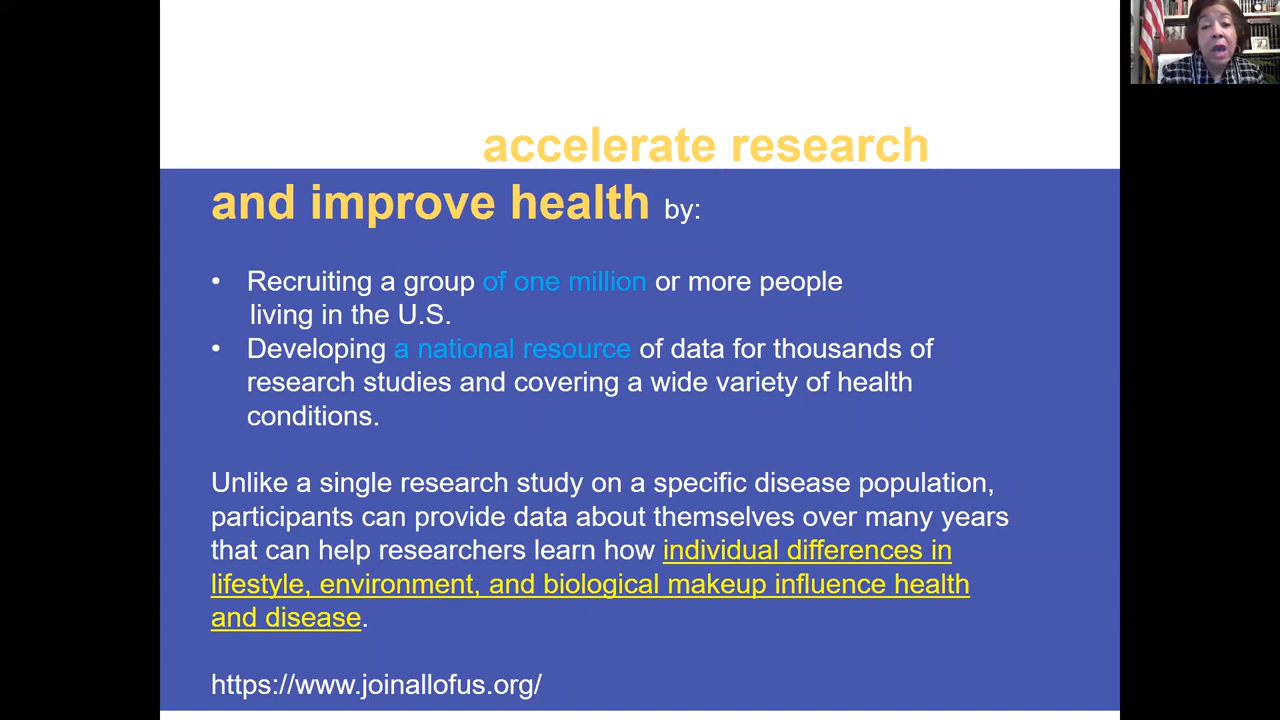 accelerate research
and improve health by:
• Recruiting a group of one million or more people
living in the U.S.
• Developing a national resource of data for thousands of
research studies and covering a wide variety of health
conditions.
Unlike a single research study on a specific disease population,
participants can provide data about themselves over many years
that can help researchers learn how individual differences in
lifestyle, environment, and biological makeup influence health
and disease.
https://www.joinallofus.org/